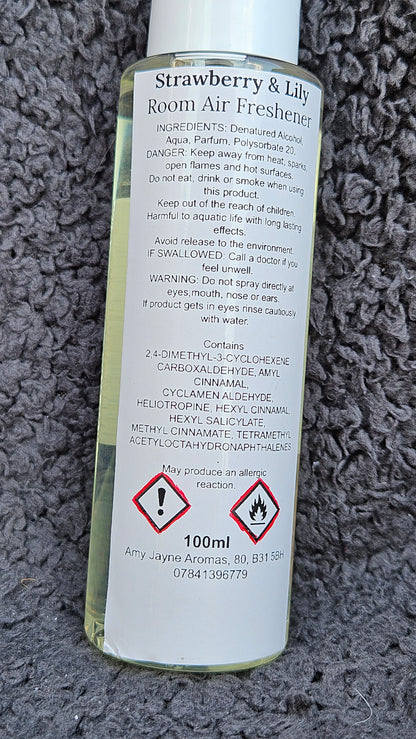 Strawberry & Lily
Room Air Freshener
INGREDIENTS: Denatured Alcohol,
Aqua, Parfum, Polysorbate 20.
DANGER: Keep away from heat, sparks,
open flames and hot surfaces.
Do not eat, drink or smoke when using
this product.
Keep out of the reach of children.
Harmful to aquatic life with long lasting
effects.
Avoid release to the environment.
IF SWALLOWED: Call a doctor if you
feel unwell.
WARNING: Do not spray directly at
eyes,mouth, nose or ears.
If product gets in eyes rinse cautiously
with water.
Contains
2,4-DIMETHYL-3-CYCLOHEXENE
CARBOXALDEHYDE, AMYL
CINNAMAL,
CYCLAMEN ALDEHYDE,
HELIOTROPINE, HEXYL CINNAMAL,
HEXYL SALICYLATE,
METHYL CINNAMATE, TETRAMETHYL
ACETYLOCTAHYDRONAPHTHALENES
.
May produce an allergic
reaction.
100ml
Amy Jayne Aromas, 80, B31 5BH
07841396779